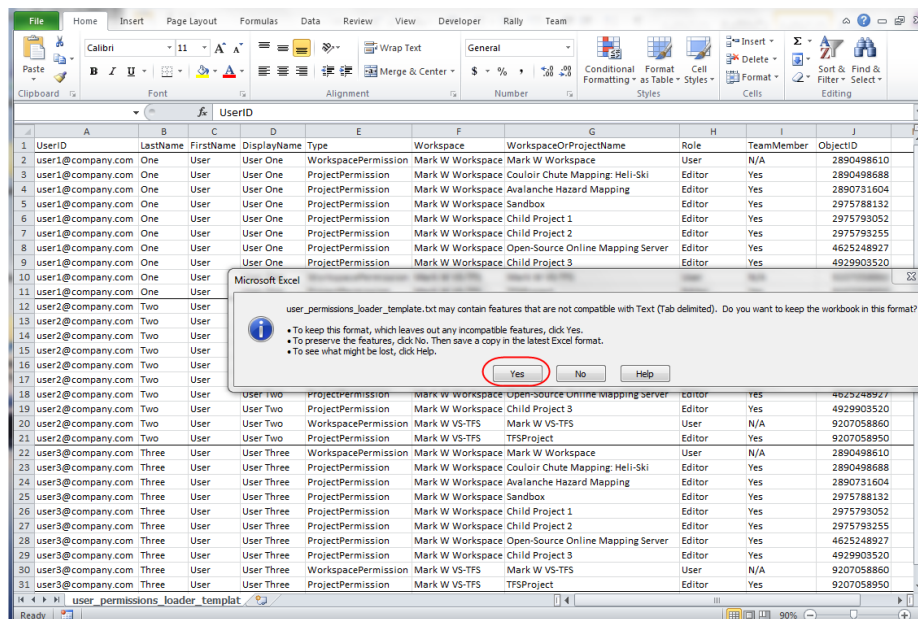 File Home Insert Page Layout Formulas Data Review View Developer Rally Team
Calibri 11 A A Wrap Text General Insert Σ
Paste Conditional Format Cell Delete Sort & Find &
B I U A Merge & Center $ % , .00 .00 Formatting as Table Styles Format Filter Select
Clipboard Font Alignment Number Styles Cells Editing
fx UserID
A B C D E F G H I J
1 UserID LastName FirstName DisplayName Type Workspace WorkspaceOrProjectName Role TeamMember ObjectID
2 user1@company.com One User User One WorkspacePermission Mark W Workspace Mark W Workspace User N/A 2890498610
3 user1@company.com One User User One ProjectPermission Mark W Workspace Couloir Chute Mapping: Heli-Ski Editor Yes 2890498688
4 user1@company.com One User User One ProjectPermission Mark W Workspace Avalanche Hazard Mapping Editor Yes 2890731604
5 user1@company.com One User User One ProjectPermission Mark W Workspace Sandbox Editor Yes 2975788132
6 user1@company.com One User User One ProjectPermission Mark W Workspace Child Project 1 Editor Yes 2975793052
7 user1@company.com One User User One ProjectPermission Mark W Workspace Child Project 2 Editor Yes 2975793255
8 user1@company.com One User User One ProjectPermission Mark W Workspace Open-Source Online Mapping Server Editor Yes 4625248927
9 user1@company.com One User User One ProjectPermission Mark W Workspace Child Project 3 Editor Yes 4929903520
10 user1@company.com One User
11 user1@company.com One User
12 user2@company.com Two User
13 user2@company.com Two User
14 user2@company.com Two User
15 user2@company.com Two User
16 user2@company.com Two User
17 user2@company.com Two User
Microsoft Excel
user_permissions_loader_template.txt may contain features that are not compatible with Text (Tab delimited). Do you want to keep the workbook in this format?
• To keep this format, which leaves out any incompatible features, click Yes.
• To preserve the features, click No. Then save a copy in the latest Excel format.
• To see what might be lost, click Help.
Yes No Help
18 user2@company.com Two User User Two ProjectPermission Mark W Workspace Open-Source Online Mapping Server Editor Yes 4625248927
19 user2@company.com Two User User Two ProjectPermission Mark W Workspace Child Project 3 Editor Yes 4929903520
20 user2@company.com Two User User Two WorkspacePermission Mark W VS-TFS Mark W VS-TFS User N/A 9207058860
21 user2@company.com Two User User Two ProjectPermission Mark W VS-TFS TFSProject Editor Yes 9207058950
22 user3@company.com Three User User Three WorkspacePermission Mark W Workspace Mark W Workspace User N/A 2890498610
23 user3@company.com Three User User Three ProjectPermission Mark W Workspace Couloir Chute Mapping: Heli-Ski Editor Yes 2890498688
24 user3@company.com Three User User Three ProjectPermission Mark W Workspace Avalanche Hazard Mapping Editor Yes 2890731604
25 user3@company.com Three User User Three ProjectPermission Mark W Workspace Sandbox Editor Yes 2975788132
26 user3@company.com Three User User Three ProjectPermission Mark W Workspace Child Project 1 Editor Yes 2975793052
27 user3@company.com Three User User Three ProjectPermission Mark W Workspace Child Project 2 Editor Yes 2975793255
28 user3@company.com Three User User Three ProjectPermission Mark W Workspace Open-Source Online Mapping Server Editor Yes 4625248927
29 user3@company.com Three User User Three ProjectPermission Mark W Workspace Child Project 3 Editor Yes 4929903520
30 user3@company.com Three User User Three WorkspacePermission Mark W VS-TFS Mark W VS-TFS User N/A 9207058860
31 user3@company.com Three User User Three ProjectPermission Mark W VS-TFS TFSProject Editor Yes 9207058950
user_permissions_loader_templat
Ready 90%